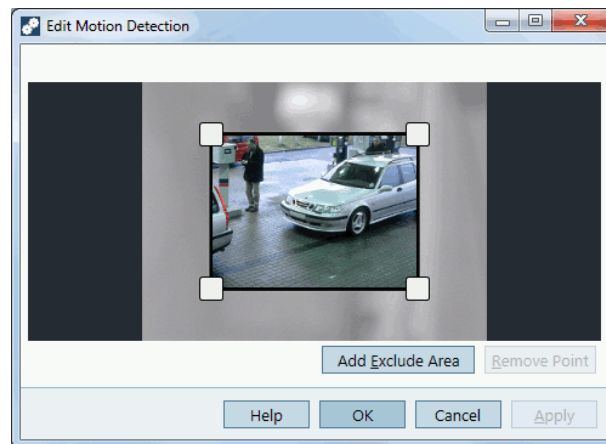 Edit Motion Detection
Add Exclude Area
Remove Point
Help
OK
Cancel
Apply